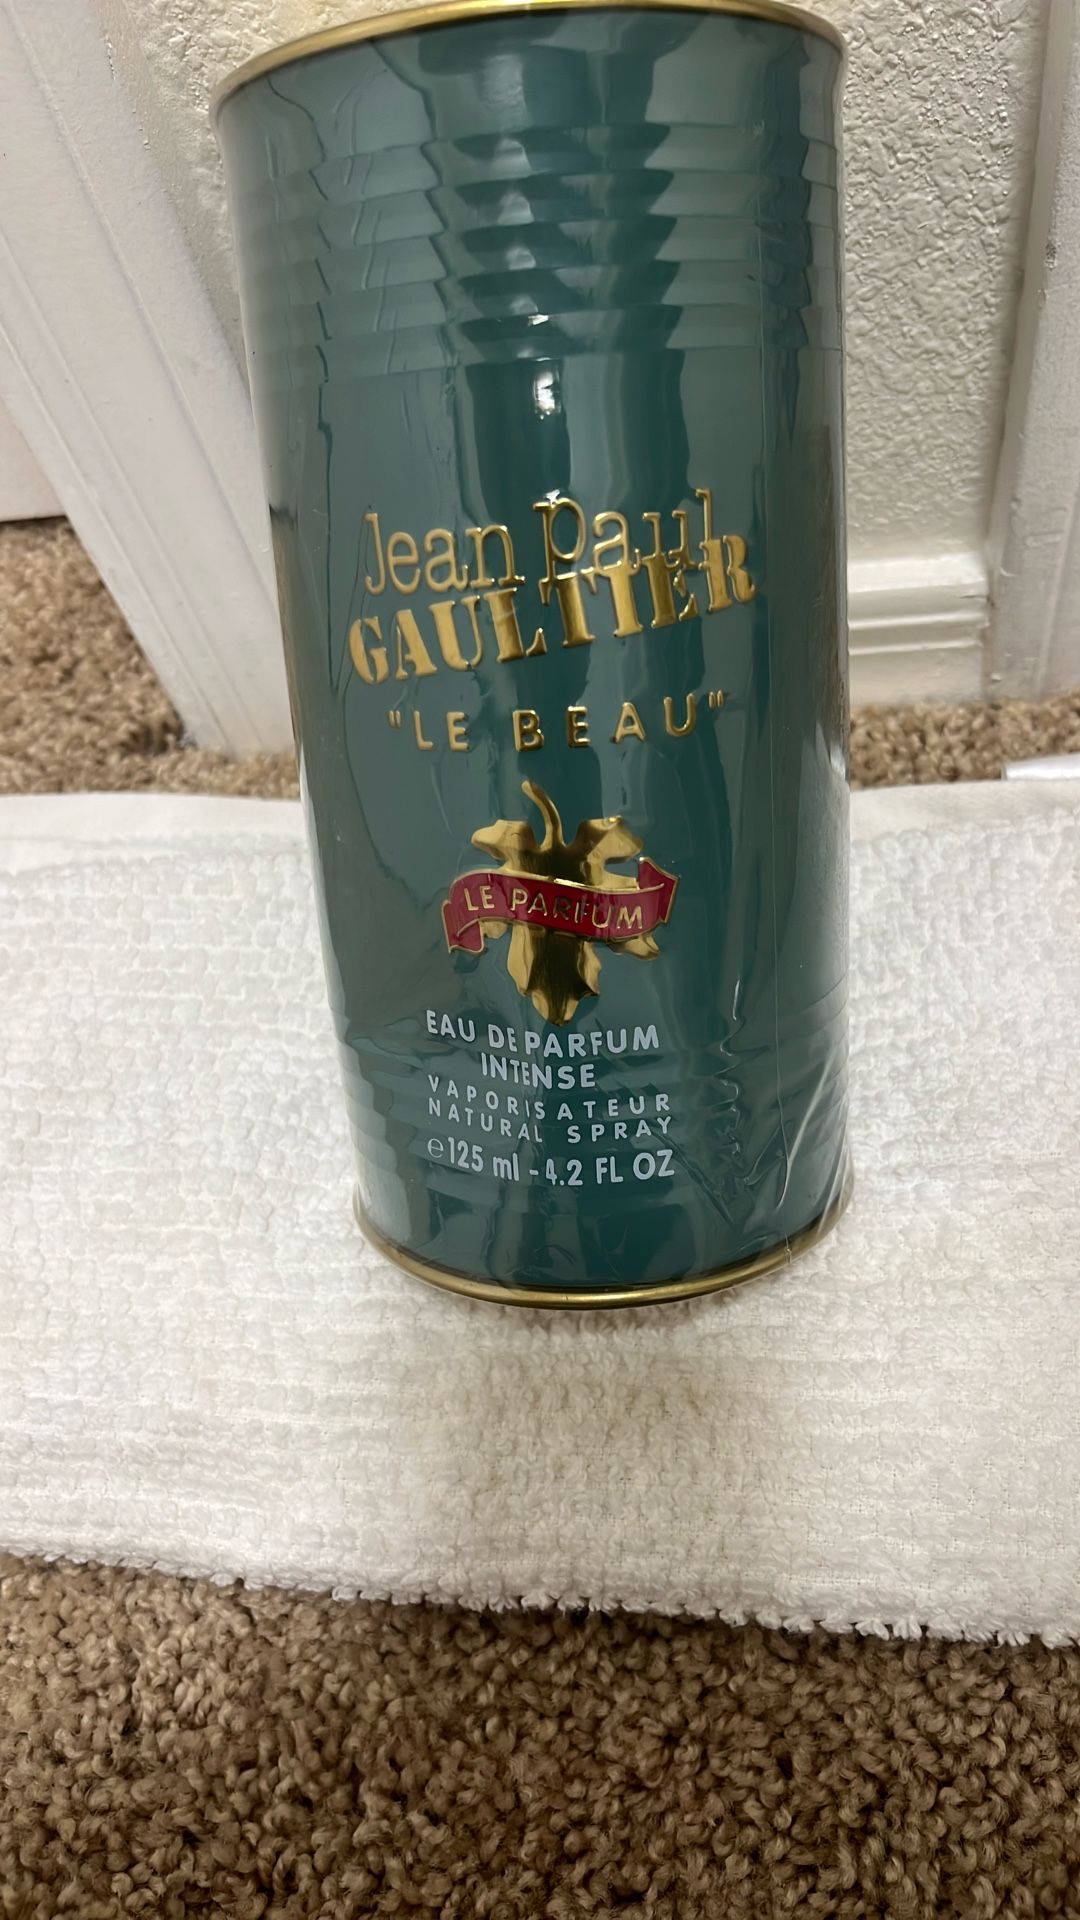 Jean Paul
GAULTIER
"LE BEAU"
LE PARFUM
EAU DE PARFUM
INTENSE
VAPORISATEUR
NATURAL SPRAY
℮125 ml - 4.2 FL OZ